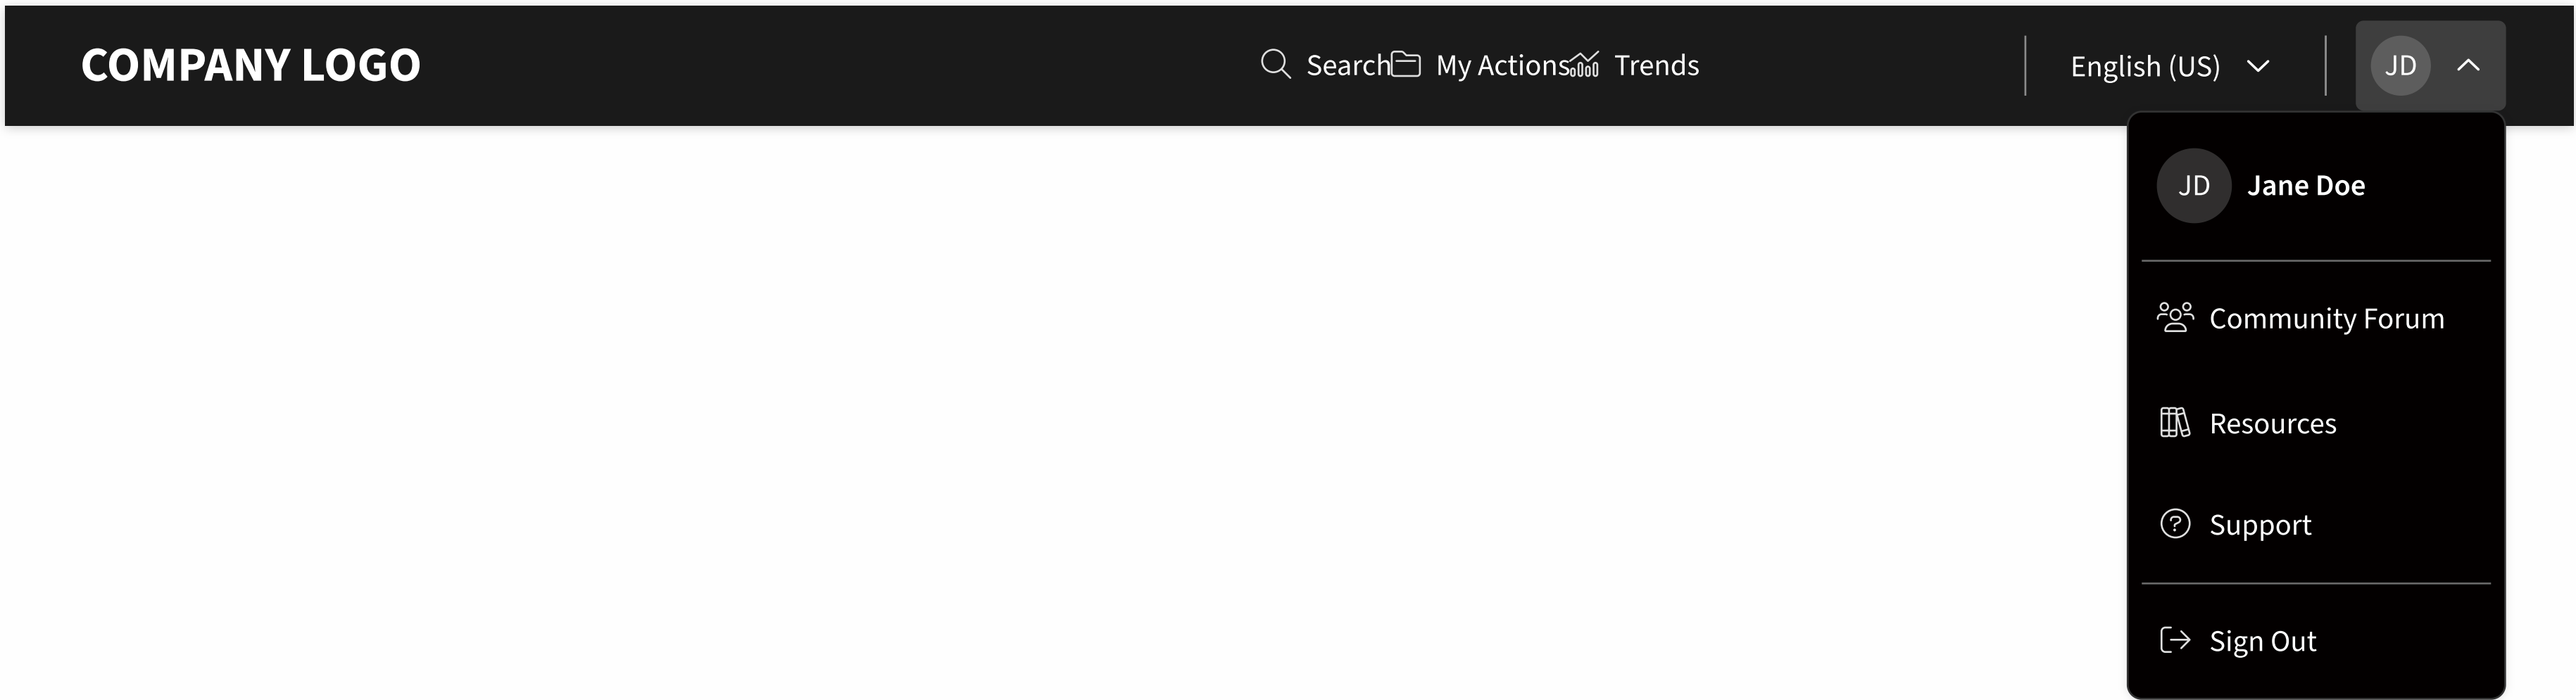 COMPANY LOGO
Search My Actions Trends
English (US)
JD
JD Jane Doe
Community Forum
Resources
Support
Sign Out